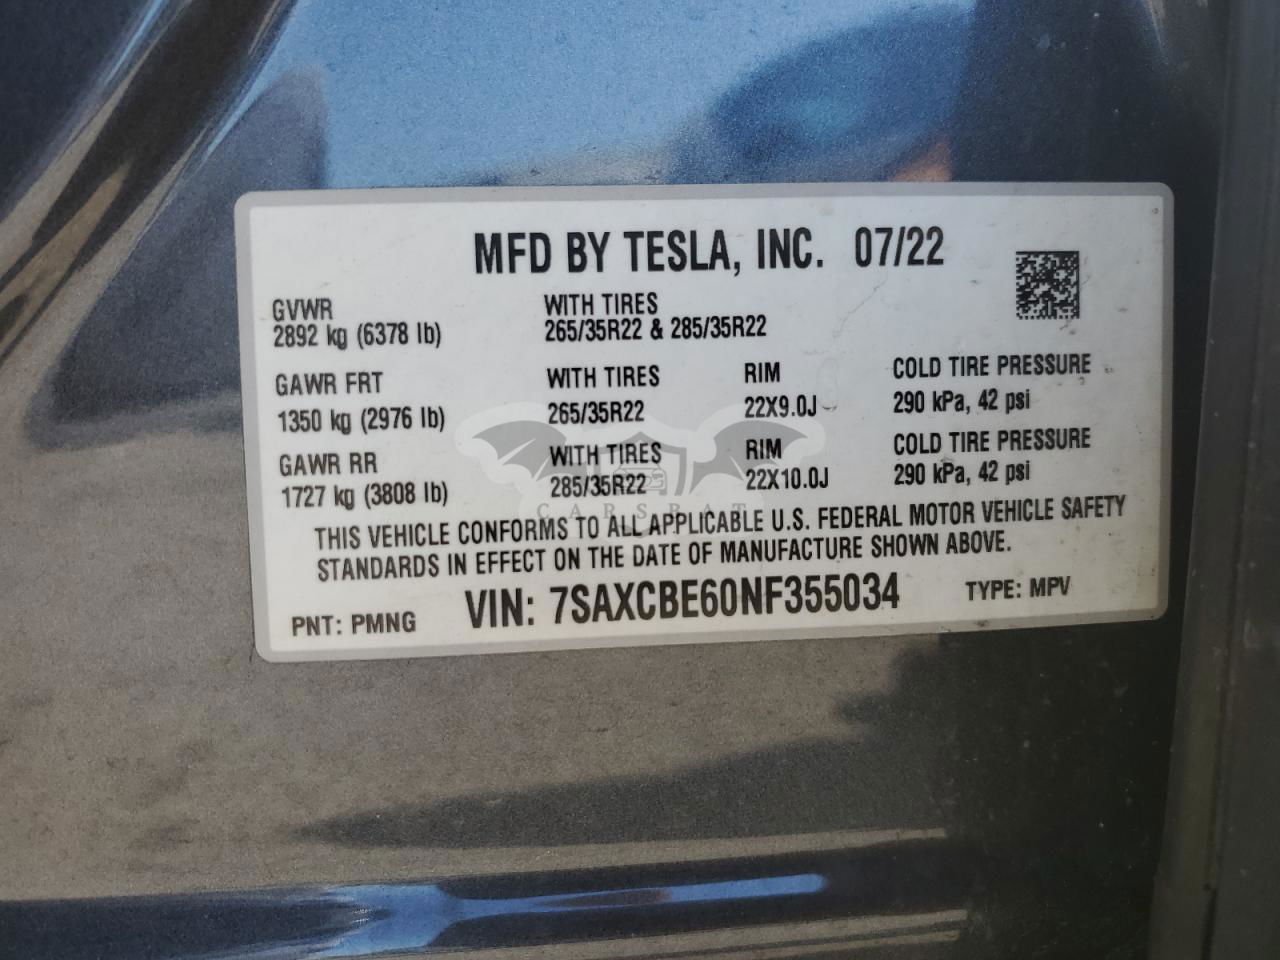 MFD BY TESLA, INC. 07/22
GVWR
2892 kg (6378 lb)
WITH TIRES
265/35R22 & 285/35R22
GAWR FRT
1350 kg (2976 lb)
WITH TIRES
265/35R22
RIM
22X9.0J
COLD TIRE PRESSURE
290 kPa, 42 psi
GAWR RR
1727 kg (3808 lb)
WITH TIRES
285/35R22
RIM
22X10.0J
COLD TIRE PRESSURE
290 kPa, 42 psi
CARSBAT
THIS VEHICLE CONFORMS TO ALL APPLICABLE U.S. FEDERAL MOTOR VEHICLE SAFETY
STANDARDS IN EFFECT ON THE DATE OF MANUFACTURE SHOWN ABOVE.
PNT: PMNG VIN: 7SAXCBE60NF355034 TYPE: MPV